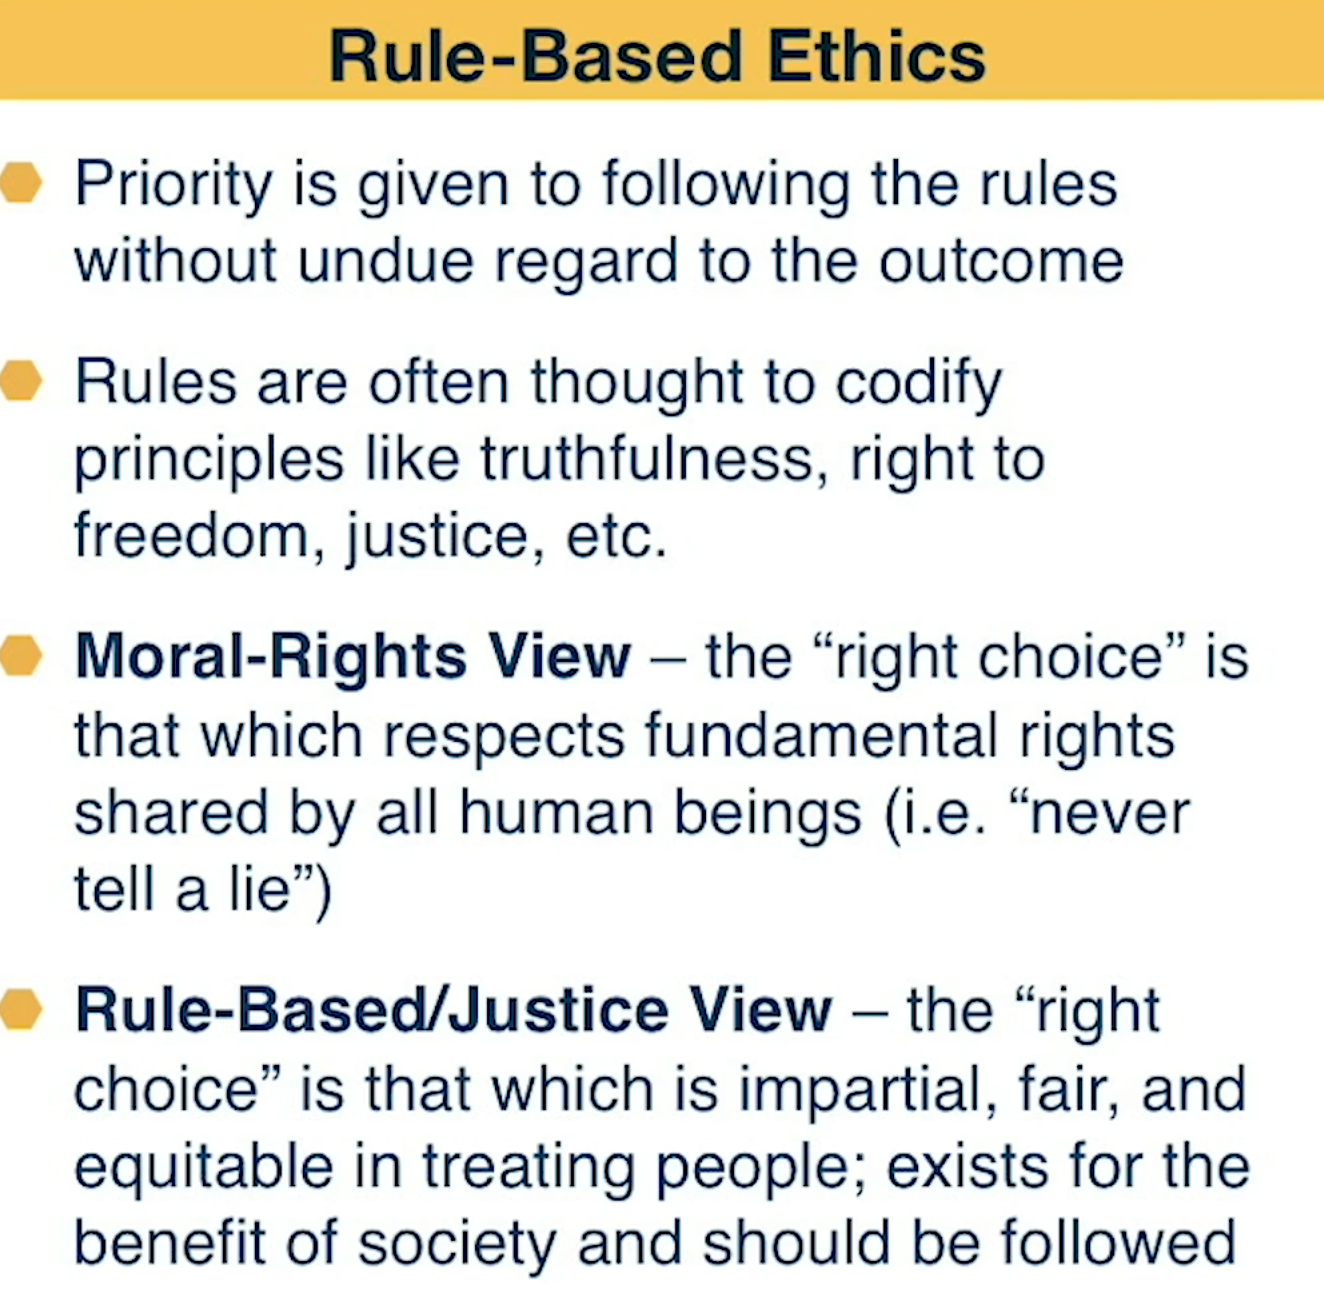 Rule-Based Ethics
Priority is given to following the rules
without undue regard to the outcome
Rules are often thought to codify
principles like truthfulness, right to
freedom, justice, etc.
Moral-Rights View – the “right choice” is
that which respects fundamental rights
shared by all human beings (i.e. “never
tell a lie”)
Rule-Based/Justice View – the “right
choice” is that which is impartial, fair, and
equitable in treating people; exists for the
benefit of society and should be followed